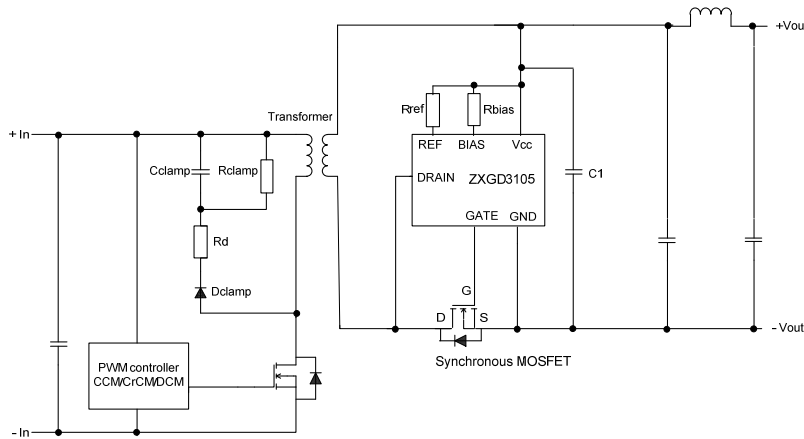 +Vou
Transformer
Rref
Rbias
+In
REF BIAS Vcc
Cclamp
Rclamp
DRAIN ZXGD3105
C1
GATE GND
Rd
G
Dclamp
D S
-Vout
Synchronous MOSFET
PWM controller
CCM/CrCM/DCM
-In